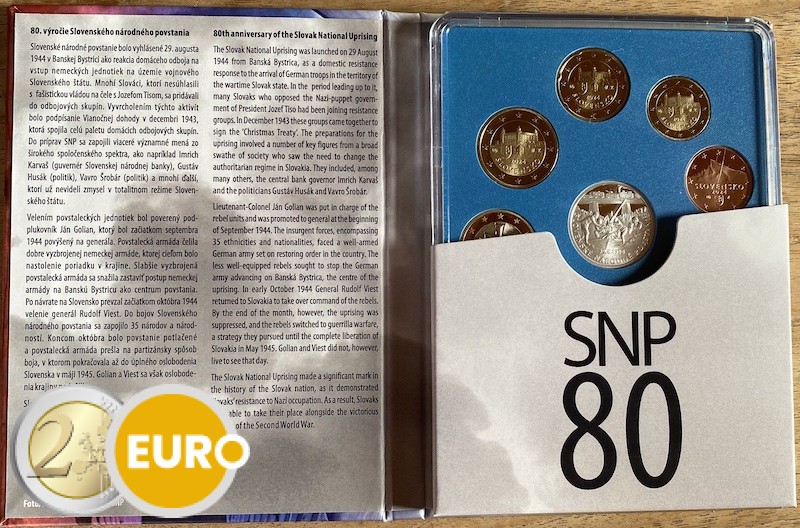 80. výročie Slovenského národného povstania
Slovenské národné povstanie bolo vyhlásené 29. augusta
1944 v Banskej Bystrici ako reakcia domáceho odboja na
vstup nemeckých jednotiek na územie vojnového
Slovenského štátu. Mnohí Slováci, ktorí nesúhlasili
s fašistickou vládou na čele s Jozefom Tisom, sa pridávali
do odbojových skupín. Vyvrcholením týchto aktivít
bolo podpísanie Vianočnej dohody v decembri 1943,
ktorá spojila celú paletu domácich odbojových skupín.
Do príprav SNP sa zapojili viaceré významné mená zo
širokého spoločenského spektra, ako napríklad Imrich
Karvaš (guvernér Slovenskej národnej banky), Gustáv
Husák (politik), Vavro Šrobár (politik) a mnohí ďalší,
ktorí už nevideli zmysel v totalitnom režime Sloven-
ského štátu.
Velením povstaleckých jednotiek bol poverený pod-
plukovník Ján Golian, ktorý bol začiatkom septembra
1944 povýšený na generála. Povstalecká armáda čelila
dobre vyzbrojenej nemeckej armáde, ktorej cieľom bolo
nastolenie poriadku v krajine. Slabšie vyzbrojená
povstalecká armáda sa snažila zastaviť postup nemeckej
armády na Banskú Bystricu ako centrum povstania.
Po návrate na Slovensko prevzal začiatkom októbra 1944
velenie generál Rudolf Viest. Do bojov Slovenského
národného povstania sa zapojilo 35 národov a národ-
ností. Koncom októbra bolo povstanie potlačené
a povstalecká armáda prešla na partizánsky spôsob
boja, v ktorom pokračovala až do úplného oslobodenia
Slovenska v máji 1945. Golian a Viest sa však oslobode-
nia krajiny
80th anniversary of the Slovak National Uprising
The Slovak National Uprising was launched on 29 August
1944 from Banská Bystrica, as a domestic resistance
response to the arrival of German troops in the territory of
the wartime Slovak state. In the period leading up to it,
many Slovaks who opposed the Nazi-puppet govern-
ment of President Jozef Tiso had been joining resistance
groups. In December 1943 these groups came together to
sign the 'Christmas Treaty'. The preparations for the
uprising involved a number of key figures from a broad
swathe of society who saw the need to change the
authoritarian regime in Slovakia. They included, among
many others, the central bank governor Imrich Karvaš
and the politicians Gustáv Husák and Vavro Šrobár.
Lieutenant-Colonel Ján Golian was put in charge of the
rebel units and was promoted to general at the beginning
of September 1944. The insurgent forces, encompassing
35 ethnicities and nationalities, faced a well-armed
German army set on restoring order in the country. The
less well-equipped rebels sought to stop the German
army advancing on Banská Bystrica, the centre of the
uprising. In early October 1944 General Rudolf Viest
returned to Slovakia to take over command of the rebels.
By the end of the month, however, the uprising was
suppressed, and the rebels switched to guerrilla warfare,
a strategy they pursued until the complete liberation of
Slovakia in May 1945. Golian and Viest did not, however,
live to see that day.
The Slovak National Uprising made a significant mark in
the history of the Slovak nation, as it demonstrated
Slovaks' resistance to Nazi occupation. As a result, Slovaks
able to take their place alongside the victorious
of the Second World War.
SLOVENSKO
2024
SNP
80
2 EURO